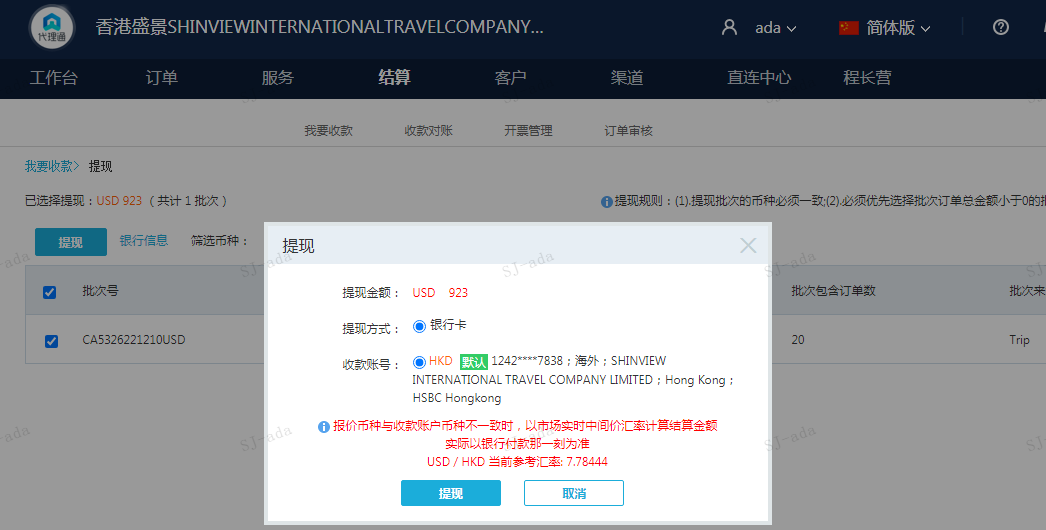 代理通
香港盛景SHINVIEWINTERNATIONALTRAVELCOMPANY...
ada
简体版
工作台 订单 服务 结算 客户 渠道 直连中心 程长营
我要收款 收款对账 开票管理 订单审核
我要收款> 提现
已选择提现：USD 923 （ 共计 1 批次 ）
提现规则：(1).提现批次的币种必须一致;(2).必须优先选择批次订单总金额小于0的
提现 银行信息 筛选币种：
批次号 批次包含订单数 批次来
CA5326221210USD 20 Trip
提现
提现金额： USD 923
提现方式： 银行卡
收款账号： HKD 默认 1242****7838；海外；SHINVIEW
INTERNATIONAL TRAVEL COMPANY LIMITED；Hong Kong；
HSBC Hongkong
报价币种与收款账户币种不一致时，以市场实时中间价汇率计算结算金额
实际以银行付款那一刻为准
USD / HKD 当前参考汇率: 7.78444
提现 取消
SJ-ada
SJ-ada
SJ-ada
SJ-ada
SJ-ada
SJ-ada